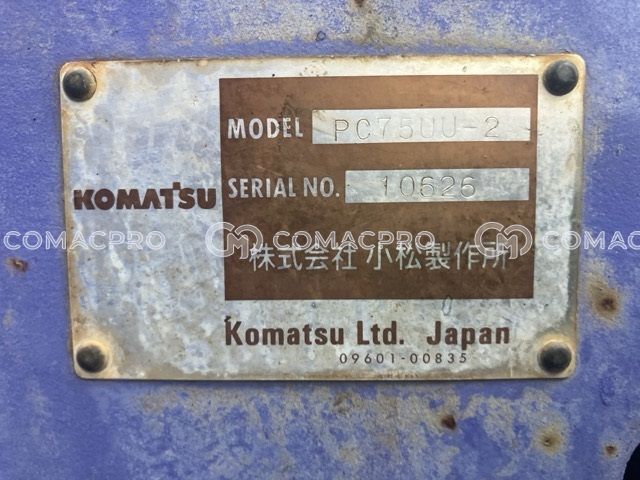 MODEL PC75UU-2
SERIAL NO. 10626
KOMATSU
COMACPRO COMACPRO COMACPRO
株式会社 小松製作所
Komatsu Ltd. Japan
09601-00835